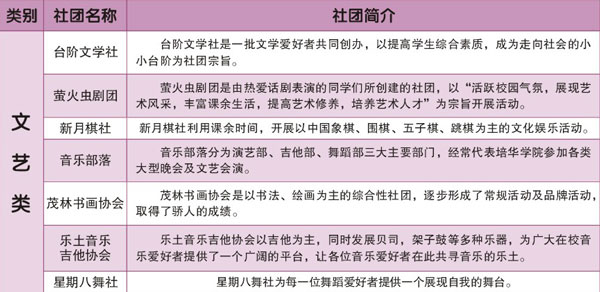 类别 社团名称 社团简介
文艺类
台阶文学社
台阶文学社是一批文学爱好者共同创办，以提高学生综合素质，成为走向社会的小
小台阶为社团宗旨。
萤火虫剧团
萤火虫剧团是由热爱话剧表演的同学们所创建的社团，以“活跃校园气氛，展现艺
术风采，丰富课余生活，提高艺术修养，培养艺术人才”为宗旨开展活动。
新月棋社
新月棋社利用课余时间，开展以中国象棋、围棋、五子棋、跳棋为主的文化娱乐活动。
音乐部落
音乐部落分为演艺部、吉他部、舞蹈部三大主要部门，经常代表培华学院参加各类
大型晚会及文艺会演。
茂林书画协会
茂林书画协会是以书法、绘画为主的综合性社团，逐步形成了常规活动及品牌活动，
取得了骄人的成绩。
乐土音乐
吉他协会
乐土音乐吉他协会以吉他为主，同时发展贝司，架子鼓等多种乐器，为广大在校音
乐爱好者提供了一个广阔的平台，让各位音乐爱好者在此共寻音乐的乐土。
星期八舞社
星期八舞社为每一位舞蹈爱好者提供一个展现自我的舞台。